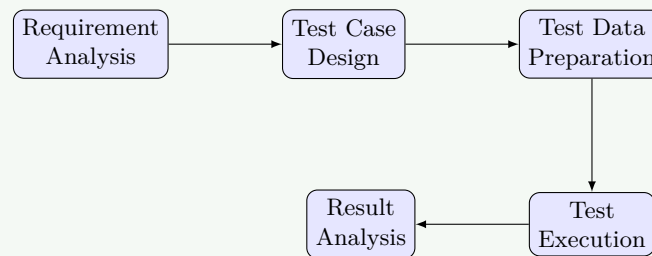 Requirement
Analysis
Test Case
Design
Test Data
Preparation
Test
Execution
Result
Analysis